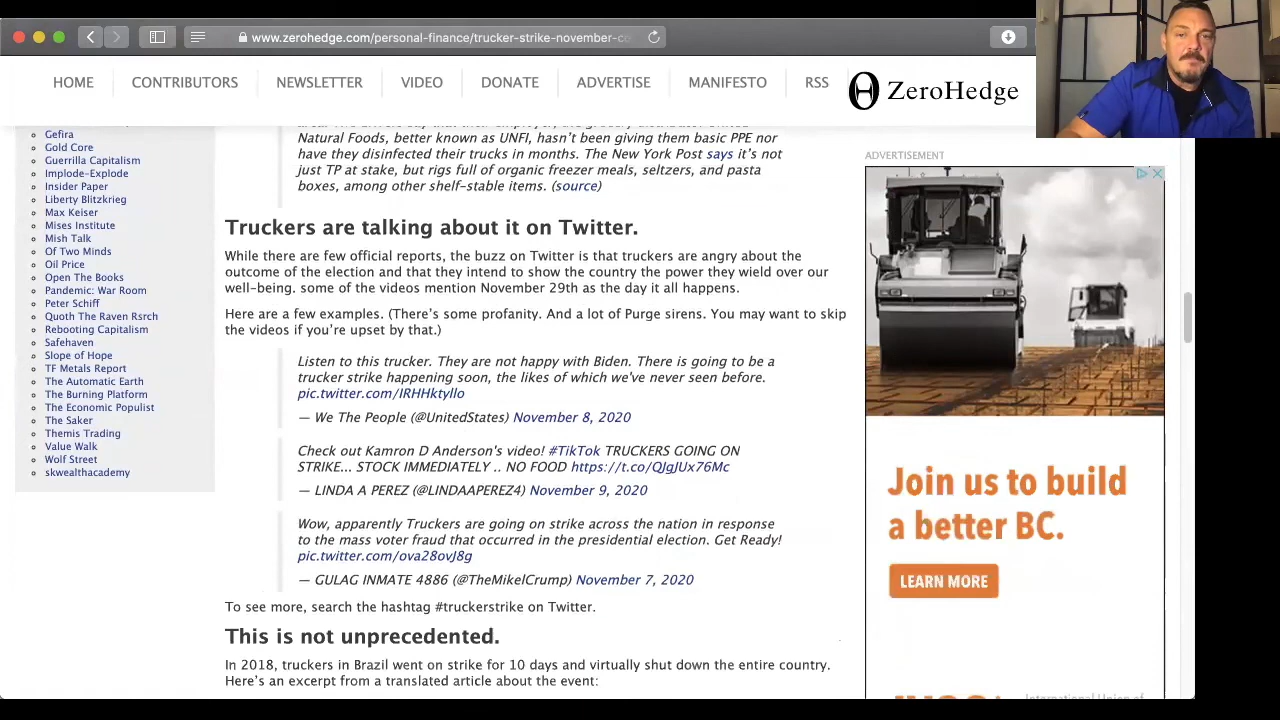 www.zerohedge.com/personal-finance/trucker-strike-november-ce
HOME
CONTRIBUTORS
NEWSLETTER
VIDEO
DONATE
ADVERTISE
MANIFESTO
RSS
ZeroHedge
Gefira
Gold Core
Guerrilla Capitalism
Implode-Explode
Insider Paper
Liberty Blitzkrieg
Max Keiser
Mises Institute
Mish Talk
Of Two Minds
Oil Price
Open The Books
Pandemic: War Room
Peter Schiff
Quoth The Raven Rsrch
Rebooting Capitalism
Safehaven
Slope of Hope
TF Metals Report
The Automatic Earth
The Burning Platform
The Economic Populist
The Saker
Themis Trading
Value Walk
Wolf Street
skwealthacademy
Natural Foods, better known as UNFI, hasn't been giving them basic PPE nor
have they disinfected their trucks in months. The New York Post says it's not
just TP at stake, but rigs full of organic freezer meals, seltzers, and pasta
boxes, among other shelf-stable items. (source)
Truckers are talking about it on Twitter.
While there are few official reports, the buzz on Twitter is that truckers are angry about the
outcome of the election and that they intend to show the country the power they wield over our
well-being. some of the videos mention November 29th as the day it all happens.
Here are a few examples. (There's some profanity. And a lot of Purge sirens. You may want to skip
the videos if you're upset by that.)
Listen to this trucker. They are not happy with Biden. There is going to be a
trucker strike happening soon, the likes of which we've never seen before.
pic.twitter.com/IRHHktyllo
— We The People (@UnitedStates) November 8, 2020
Check out Kamron D Anderson's video! #TikTok TRUCKERS GOING ON
STRIKE... STOCK IMMEDIATELY .. NO FOOD https://t.co/QJgJUx76Mc
— LINDA A PEREZ (@LINDAAPEREZ4) November 9, 2020
Wow, apparently Truckers are going on strike across the nation in response
to the mass voter fraud that occurred in the presidential election. Get Ready!
pic.twitter.com/ova28ovJ8g
— GULAG INMATE 4886 (@TheMikelCrump) November 7, 2020
To see more, search the hashtag #truckerstrike on Twitter.
This is not unprecedented.
In 2018, truckers in Brazil went on strike for 10 days and virtually shut down the entire country.
Here's an excerpt from a translated article about the event:
ADVERTISEMENT
Join us to build
a better BC.
LEARN MORE
International Union of